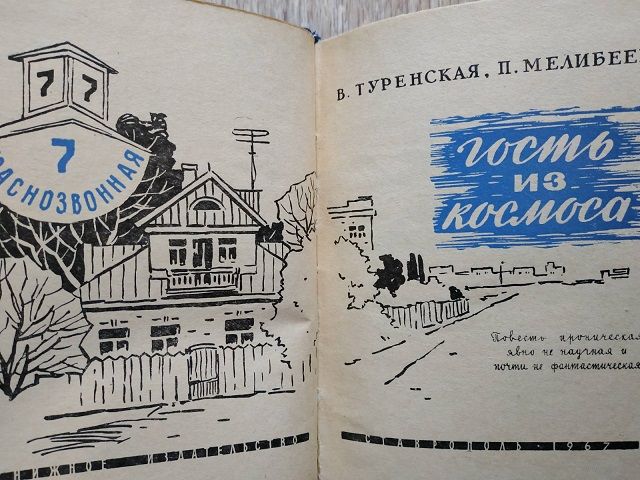 7 7
7
АСНОЗВОННАЯ
В. ТУРЕНСКАЯ, П. МЕЛИБЕЕ
гость
из
космоса
Повесть ироническая
явно не научная и
почти не фантастическая
НИЖНОЕ ИЗДАТЕЛЬСТВО
СТАВРОПОЛЬ 1967